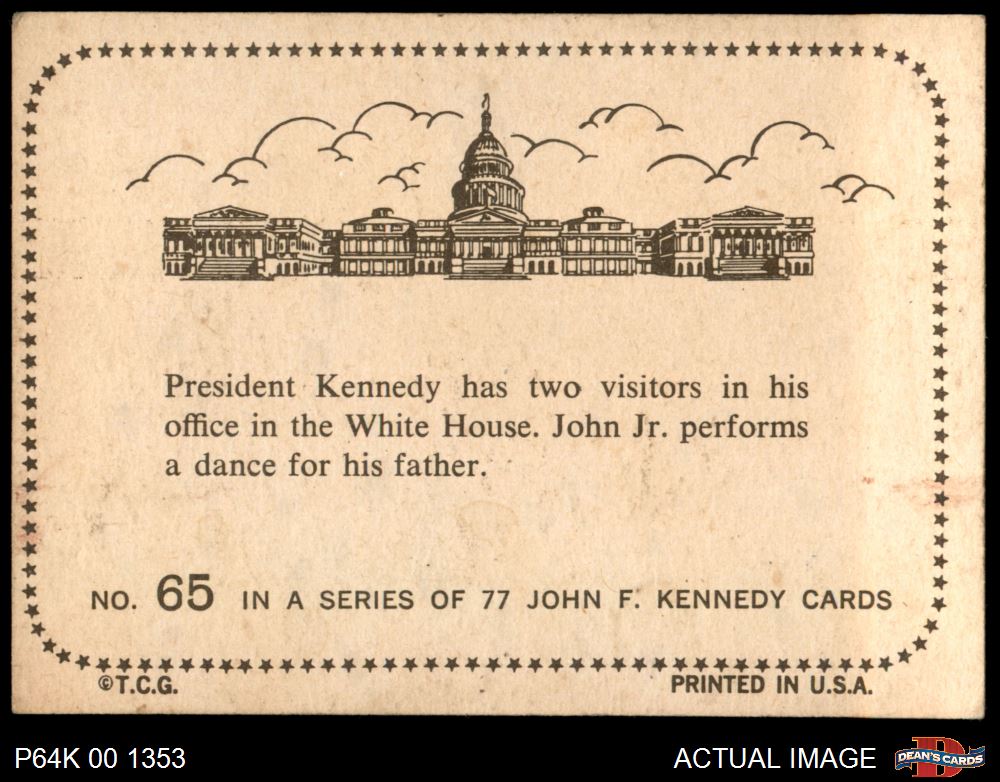 President Kennedy has two visitors in his
office in the White House. John Jr. performs
a dance for his father.
NO. 65 IN A SERIES OF 77 JOHN F. KENNEDY CARDS
©T.C.G.
PRINTED IN U.S.A.
P64K 00 1353
ACTUAL IMAGE
D
DEAN'S CARDS